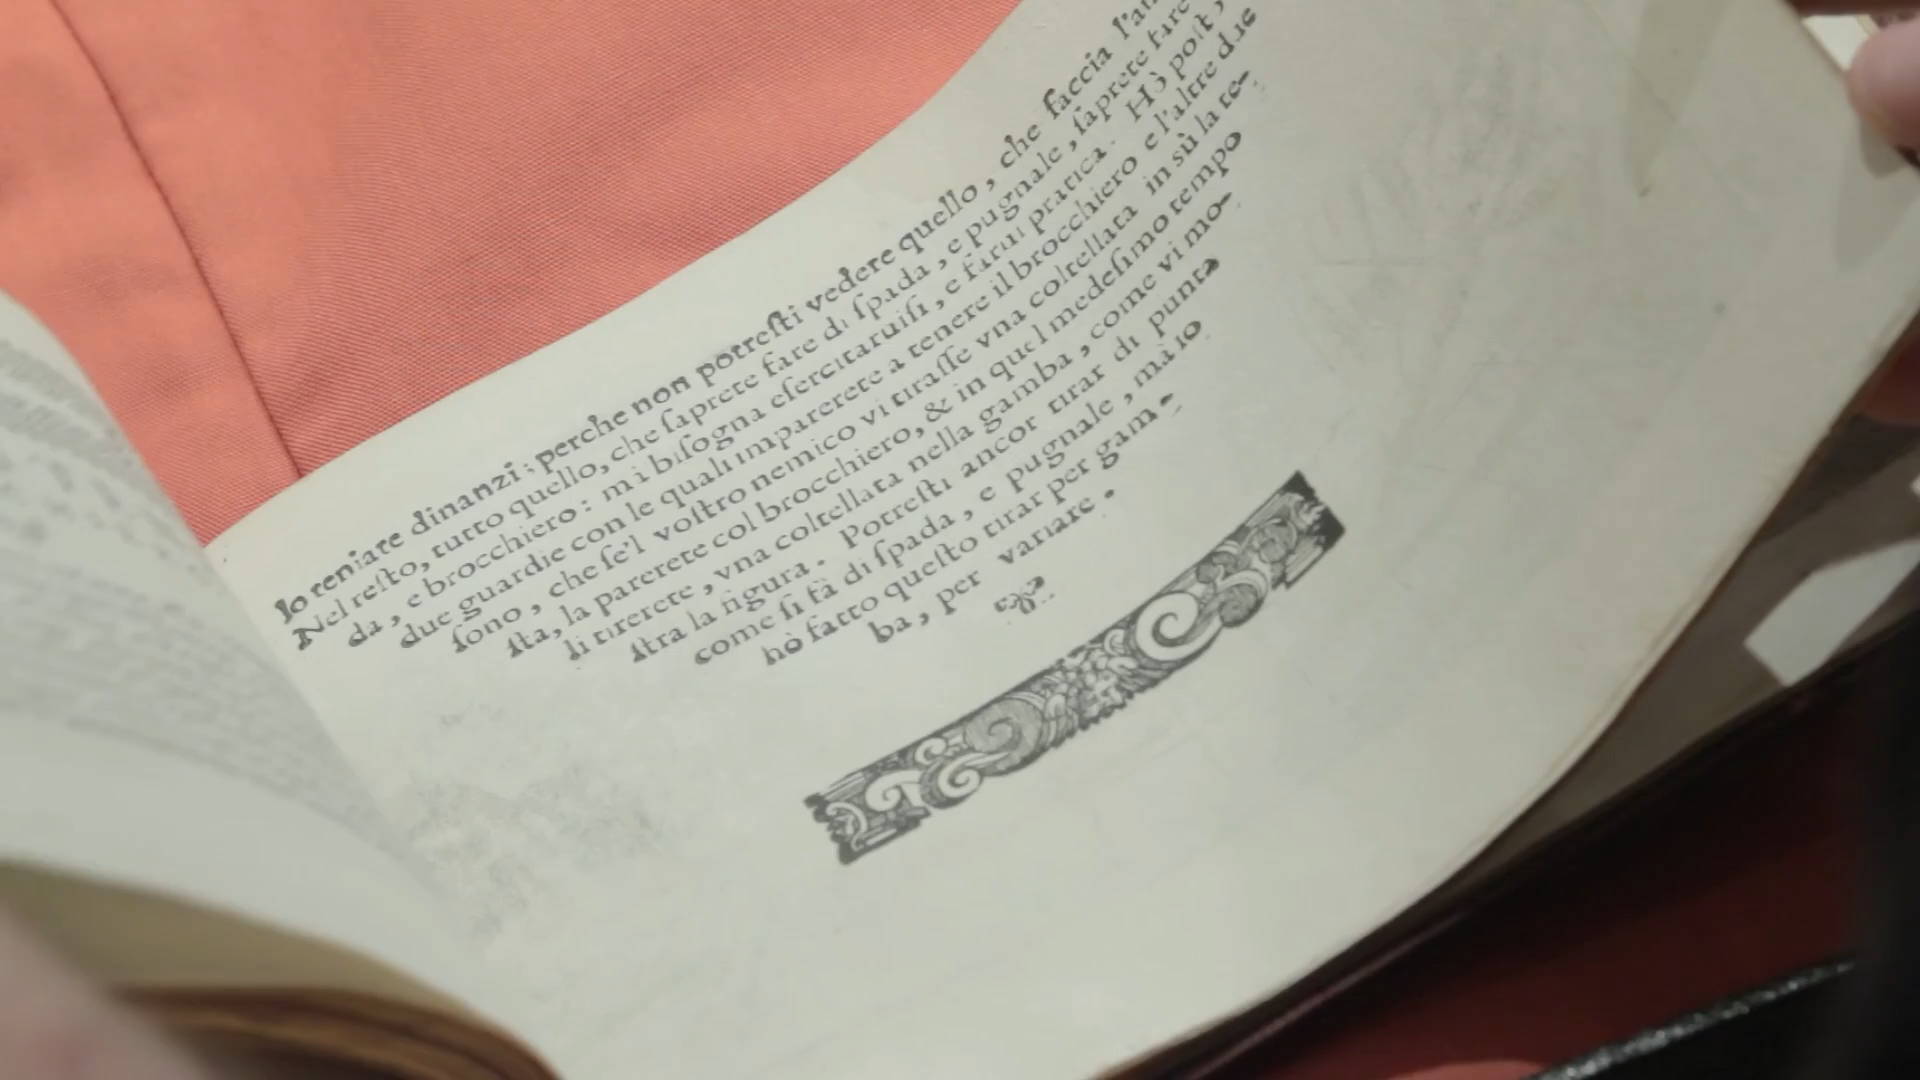 lo teniate dinanzi; perche non potresti vedere quello, che faccia l'an
Nel resto, tutto quello, che saprete fare di spada, e pugnale, saprete fare
da, e brocchiero: mi bisogna esercitaruisi, e farui pratica. Hò post,
due guardie con le quali imparerete a tenere il brocchiero e l'altre due
sono, che se'l vostro nemico vi tirasse vna coltellata in sù la te-
sta, la parerete col brocchiero, & in quel medesimo tempo
li tirerete, vna coltellata nella gamba, come vi mo-
stra la figura. Potresti ancor tirar di punta
come si fà di spada, e pugnale, mà io
hò fatto questo tirar per gam-
ba, per variare.